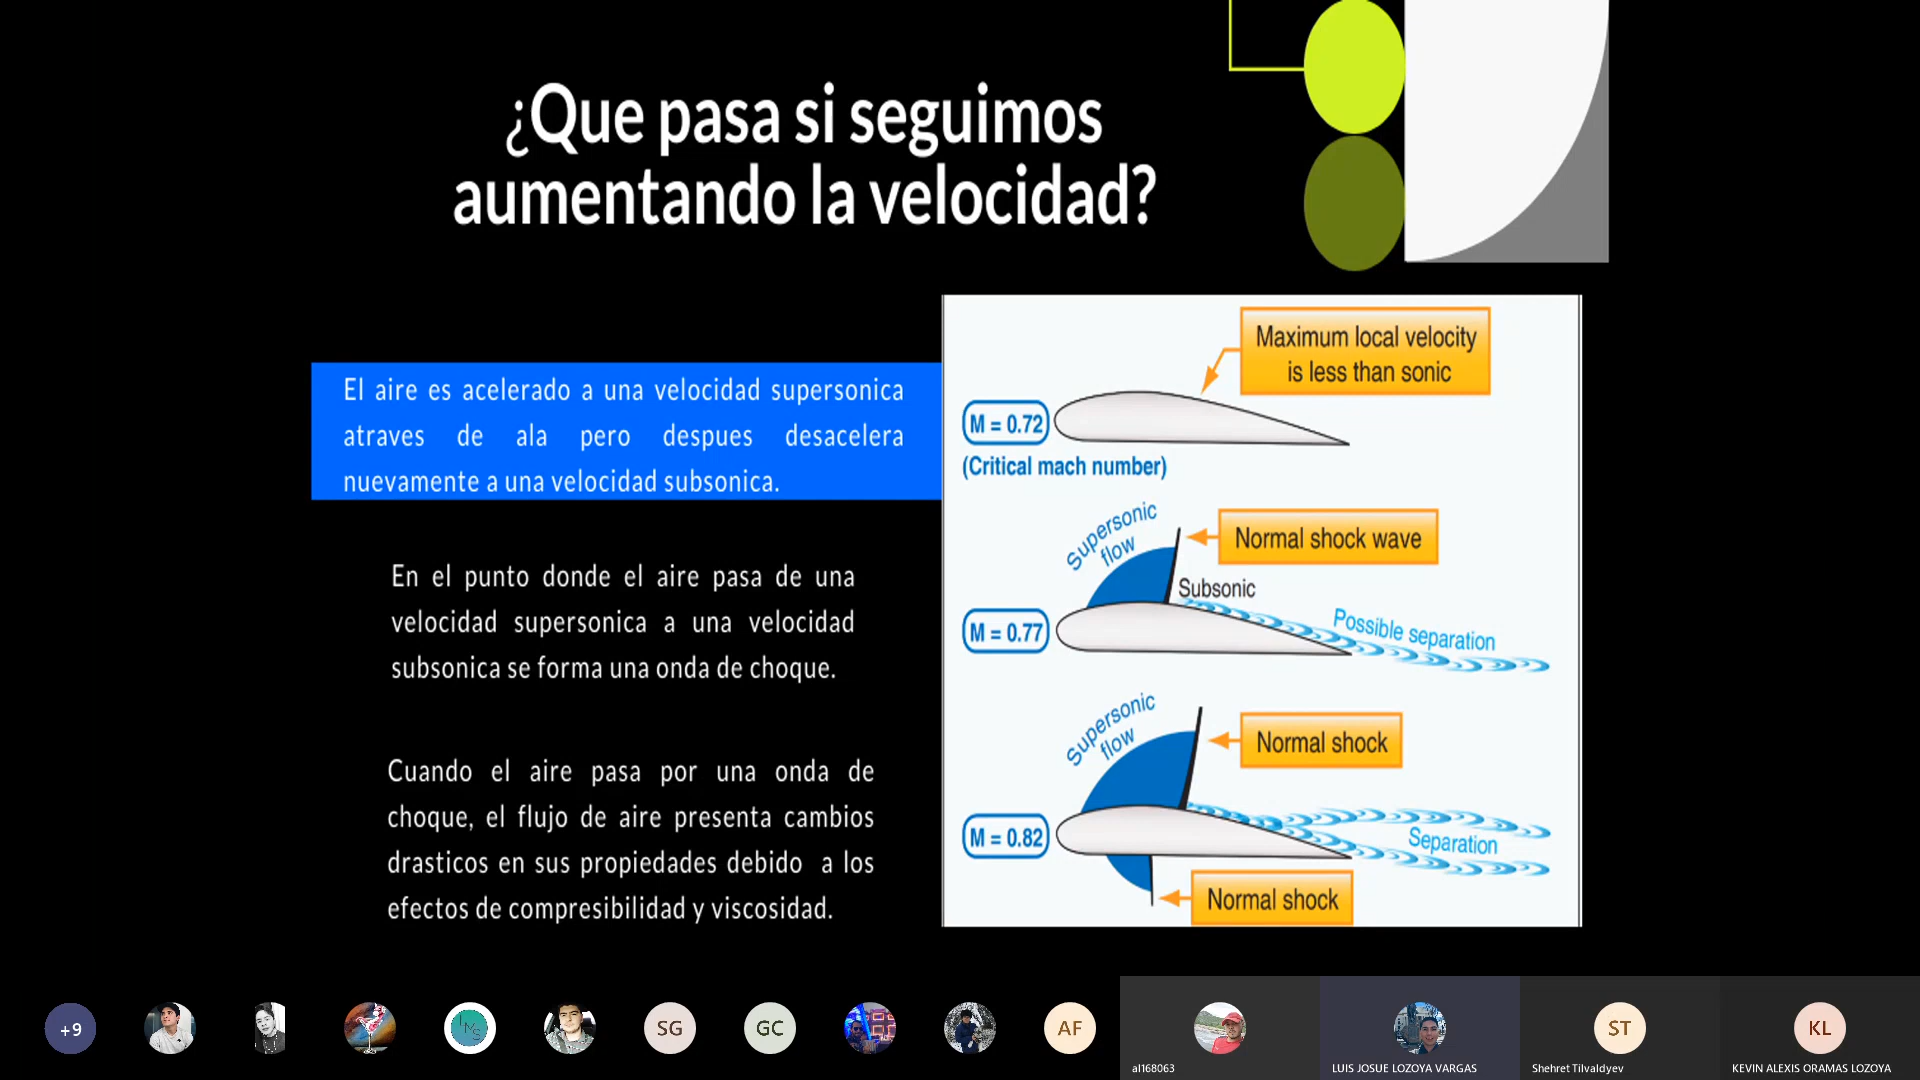 ¿Que pasa si seguimos
aumentando la velocidad?
El aire es acelerado a una velocidad supersonica
atraves de ala pero despues desacelera
nuevamente a una velocidad subsonica.
En el punto donde el aire pasa de una
velocidad supersonica a una velocidad
subsonica se forma una onda de choque.
Cuando el aire pasa por una onda de
choque, el flujo de aire presenta cambios
drasticos en sus propiedades debido a los
efectos de compresibilidad y viscosidad.
Maximum local velocity
is less than sonic
M = 0.72
(Critical mach number)
Supersonic
flow
Normal shock wave
Subsonic
M = 0.77
Possible separation
Supersonic
flow
Normal shock
M = 0.82
Separation
Normal shock
+9
IMS
SG
GC
AF
al168063
LUIS JOSUE LOZOYA VARGAS
ST
Shehret Tilvaldyev
KL
KEVIN ALEXIS ORAMAS LOZOYA